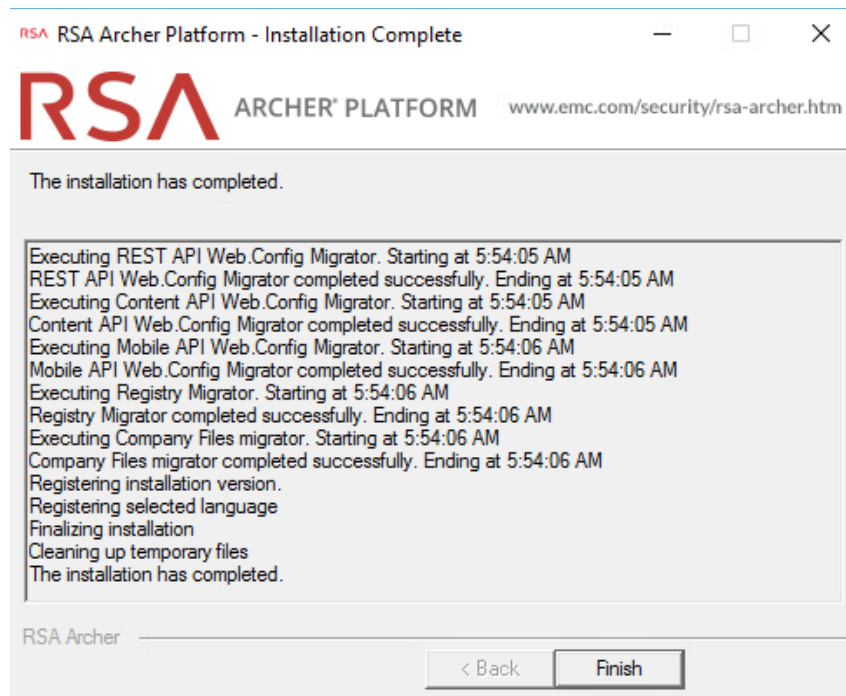 RSA RSA Archer Platform - Installation Complete
RSA ARCHER® PLATFORM www.emc.com/security/rsa-archer.htm
The installation has completed.
Executing REST API Web.Config Migrator. Starting at 5:54:05 AM
REST API Web.Config Migrator completed successfully. Ending at 5:54:05 AM
Executing Content API Web.Config Migrator. Starting at 5:54:05 AM
Content API Web.Config Migrator completed successfully. Ending at 5:54:05 AM
Executing Mobile API Web.Config Migrator. Starting at 5:54:06 AM
Mobile API Web.Config Migrator completed successfully. Ending at 5:54:06 AM
Executing Registry Migrator. Starting at 5:54:06 AM
Registry Migrator completed successfully. Ending at 5:54:06 AM
Executing Company Files migrator. Starting at 5:54:06 AM
Company Files migrator completed successfully. Ending at 5:54:06 AM
Registering installation version.
Registering selected language
Finalizing installation
Cleaning up temporary files
The installation has completed.
RSA Archer
< Back Finish